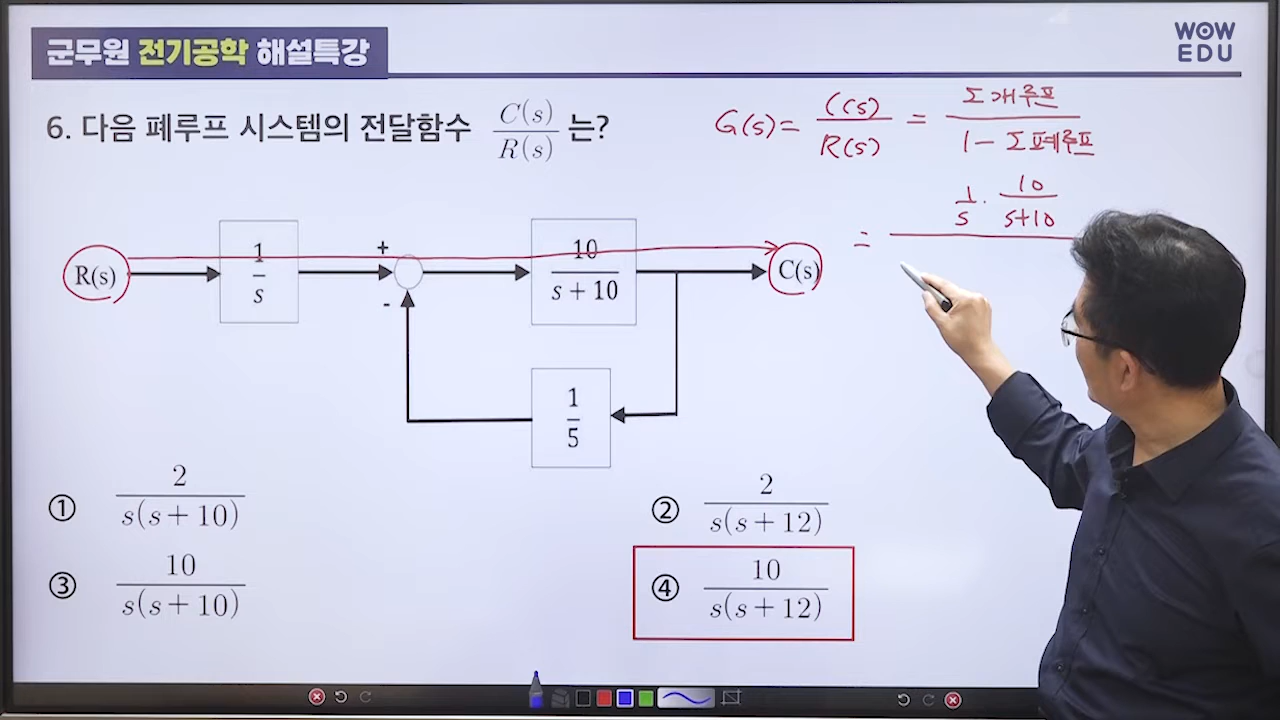 군무원 전기공학 해설특강
WOW
EDU
6. 다음 폐루프 시스템의 전달함수 C(s)/R(s) 는?
G(s) = C(s)/R(s) = Σ개루프 / 1 - Σ폐루프
= 1/s · 10/s+10
R(s)
1/s
+
-
10/s + 10
C(s)
1/5
① 2/s(s+10)
② 2/s(s+12)
③ 10/s(s+10)
④ 10/s(s+12)